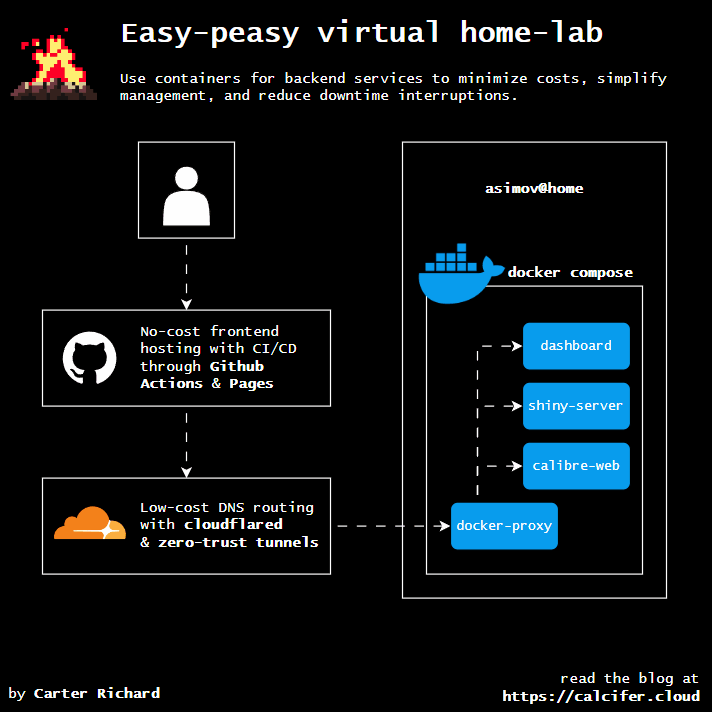 Easy-peasy virtual home-lab
Use containers for backend services to minimize costs, simplify
management, and reduce downtime interruptions.
asimov@home
docker compose
No-cost frontend
hosting with CI/CD
through Github
Actions & Pages
dashboard
shiny-server
calibre-web
docker-proxy
Low-cost DNS routing
with cloudflared
& zero-trust tunnels
by Carter Richard
read the blog at
https://calcifer.cloud